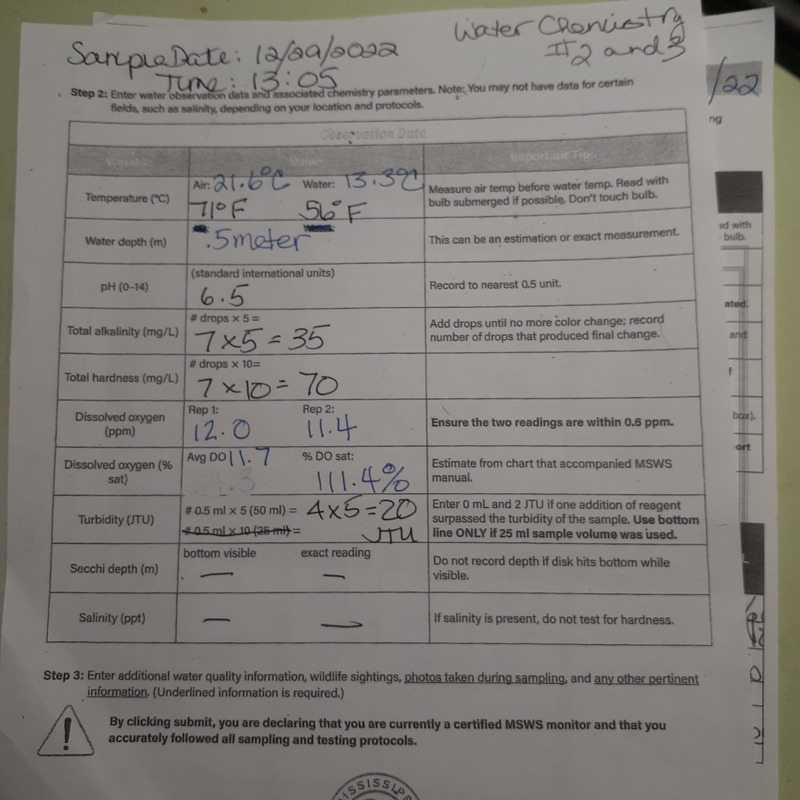 Water Chemistry
#2 and 3
Sample Date: 12/29/2022
Time: 13:05
/22
Step 2: Enter water observation data and associated chemistry parameters. Note: You may not have data for certain
fields, such as salinity, depending on your location and protocols.
ng
Observation Data
Variable Value Important Tips
Temperature (°C) Air: 21.6°C Water: 13.3°C Measure air temp before water temp. Read with
71°F 56°F bulb submerged if possible. Don't touch bulb.
ad with
bulb.
Water depth (m) .5meter This can be an estimation or exact measurement.
pH (0–14) (standard international units) Record to nearest 0.5 unit.
6.5
ated.
Total alkalinity (mg/L) # drops x 5 = Add drops until no more color change; record
7 x 5 = 35 number of drops that produced final change.
and
Total hardness (mg/L) # drops x 10=
7 x 10 = 70
f
Dissolved oxygen Rep 1: Rep 2: Ensure the two readings are within 0.6 ppm.
(ppm) 12.0 11.4
box).
Dissolved oxygen (% Avg DO 11.7 % DO sat: Estimate from chart that accompanied MSWS
sat) 111.4% manual.
ort
Turbidity (JTU) # 0.5 ml x 5 (50 ml) = 4x5=20 Enter 0 mL and 2 JTU if one addition of reagent
# 0.5 ml x 10 (25 ml) = JTU surpassed the turbidity of the sample. Use bottom
line ONLY if 25 ml sample volume was used.
Secchi depth (m) bottom visible exact reading Do not record depth if disk hits bottom while
— — visible.
Salinity (ppt) — — If salinity is present, do not test for hardness.
Step 3: Enter additional water quality information, wildlife sightings, photos taken during sampling, and any other pertinent
information. (Underlined information is required.)
By clicking submit, you are declaring that you are currently a certified MSWS monitor and that you
accurately followed all sampling and testing protocols.